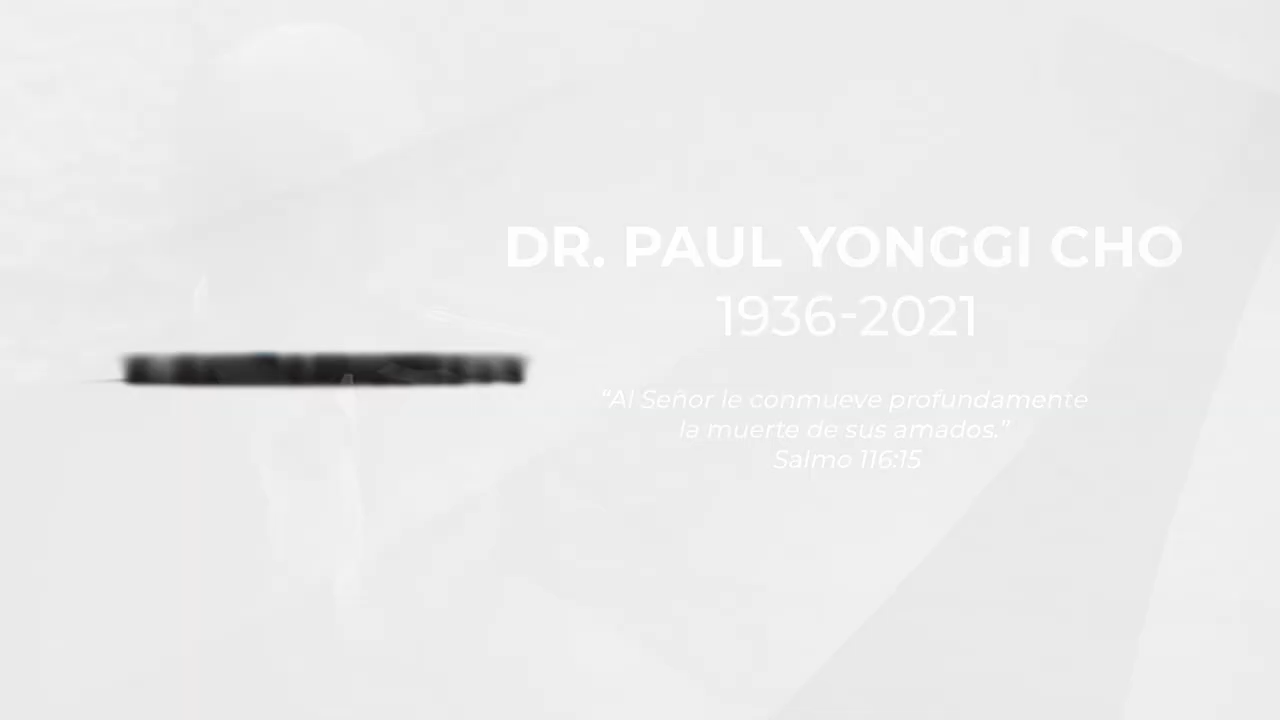 DR. PAUL YONGGI CHO
1936-2021
“Al Señor le conmueve profundamente
la muerte de sus amados.”
Salmo 116:15